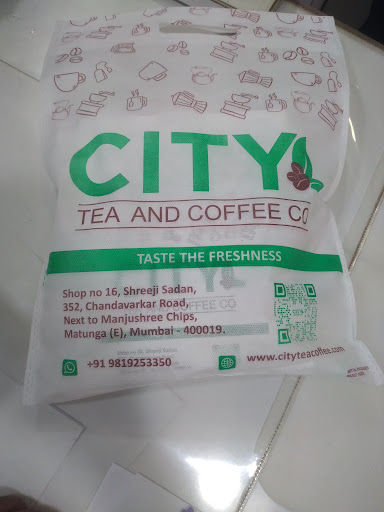 CITY
TEA AND COFFEE CO
TASTE THE FRESHNESS
Shop no 16, Shreeji Sadan,
352, Chandavarkar Road,
Next to Manjushree Chips,
Matunga (E), Mumbai - 400019.
+91 9819253350
www.cityteacoffee.com